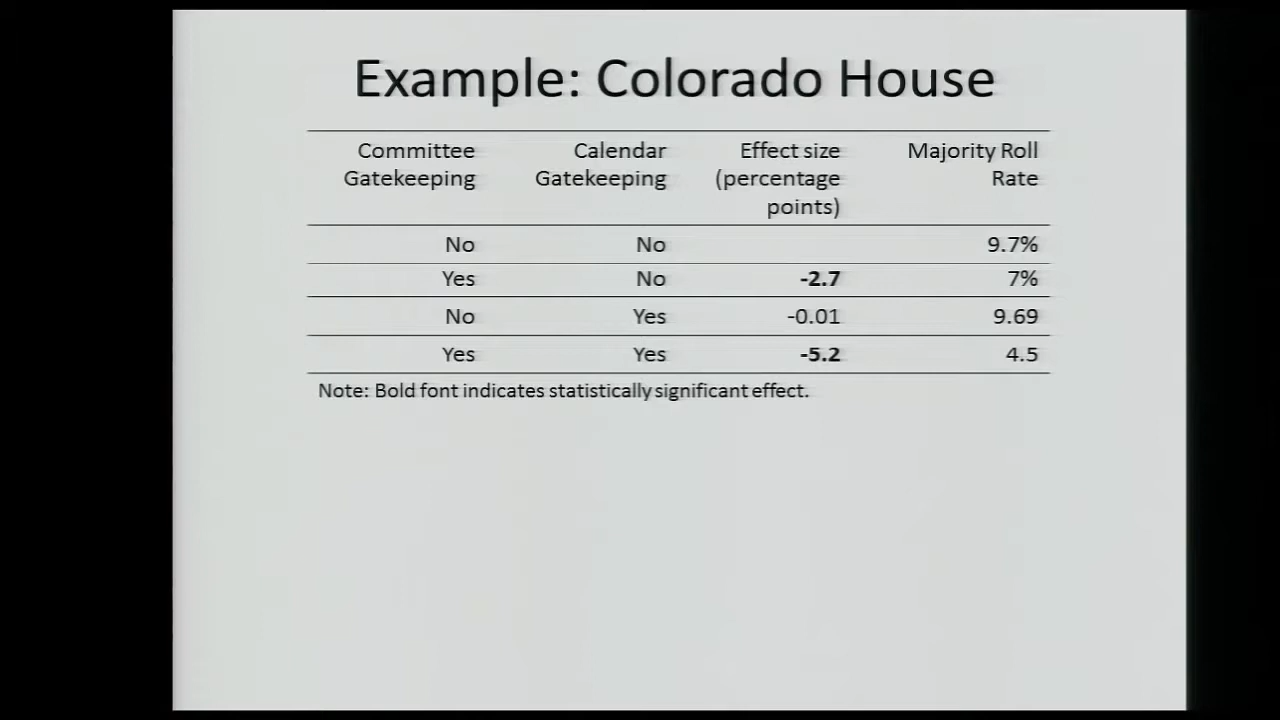 Example: Colorado House
Committee Gatekeeping Calendar Gatekeeping Effect size (percentage points) Majority Roll Rate
No No 9.7%
Yes No -2.7 7%
No Yes -0.01 9.69
Yes Yes -5.2 4.5
Note: Bold font indicates statistically significant effect.